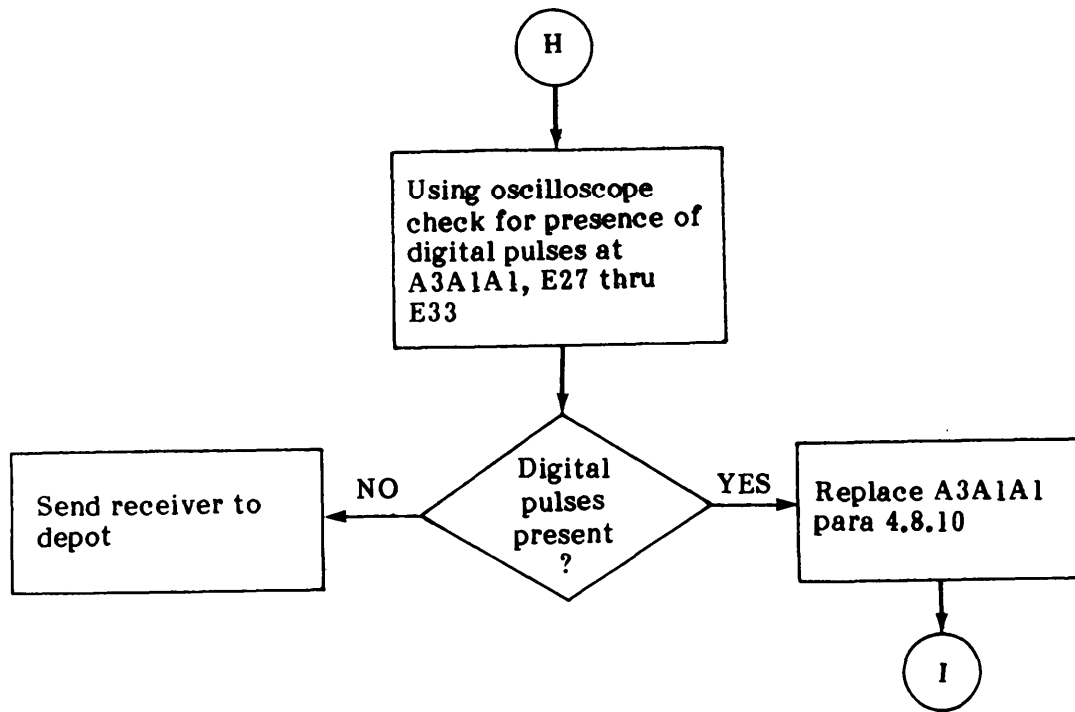 H
Using oscilloscope
check for presence of
digital pulses at
A3A1A1, E27 thru
E33
Digital
pulses
present
?
NO
YES
Send receiver to
depot
Replace A3A1A1
para 4.8.10
I